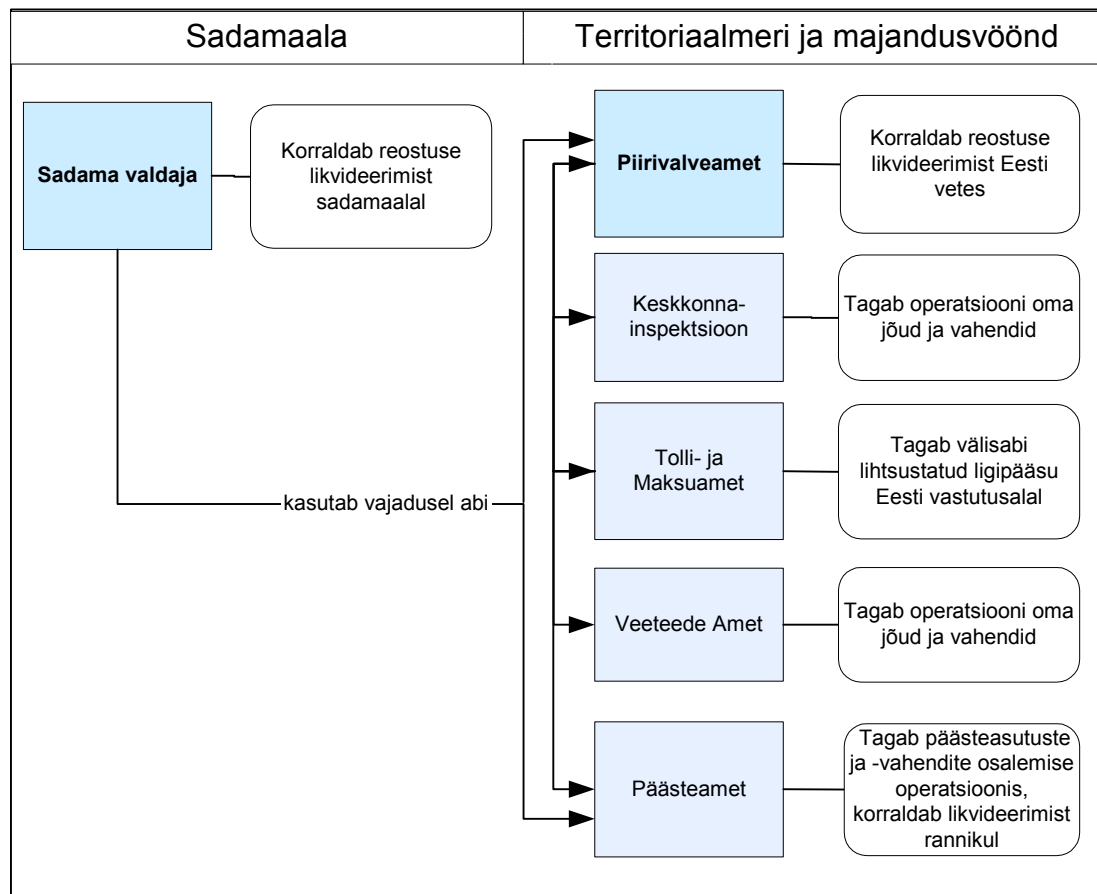 Sadamaala
Territoriaalmeri ja majandusvöönd
Sadama valdaja
Korraldab reostuse
likvideerimist
sadamaalal
kasutab vajadusel abi
Piirivalveamet
Korraldab reostuse
likvideerimist Eesti
vetes
Keskkonna-
inspektsioon
Tagab operatsiooni oma
jõud ja vahendid
Tolli- ja
Maksuamet
Tagab välisabi
lihtsustatud ligipääsu
Eesti vastutusalal
Veeteede Amet
Tagab operatsiooni oma
jõud ja vahendid
Päästeamet
Tagab päästeasutuste
ja -vahendite osalemise
operatsioonis,
korraldab likvideerimist
rannikul